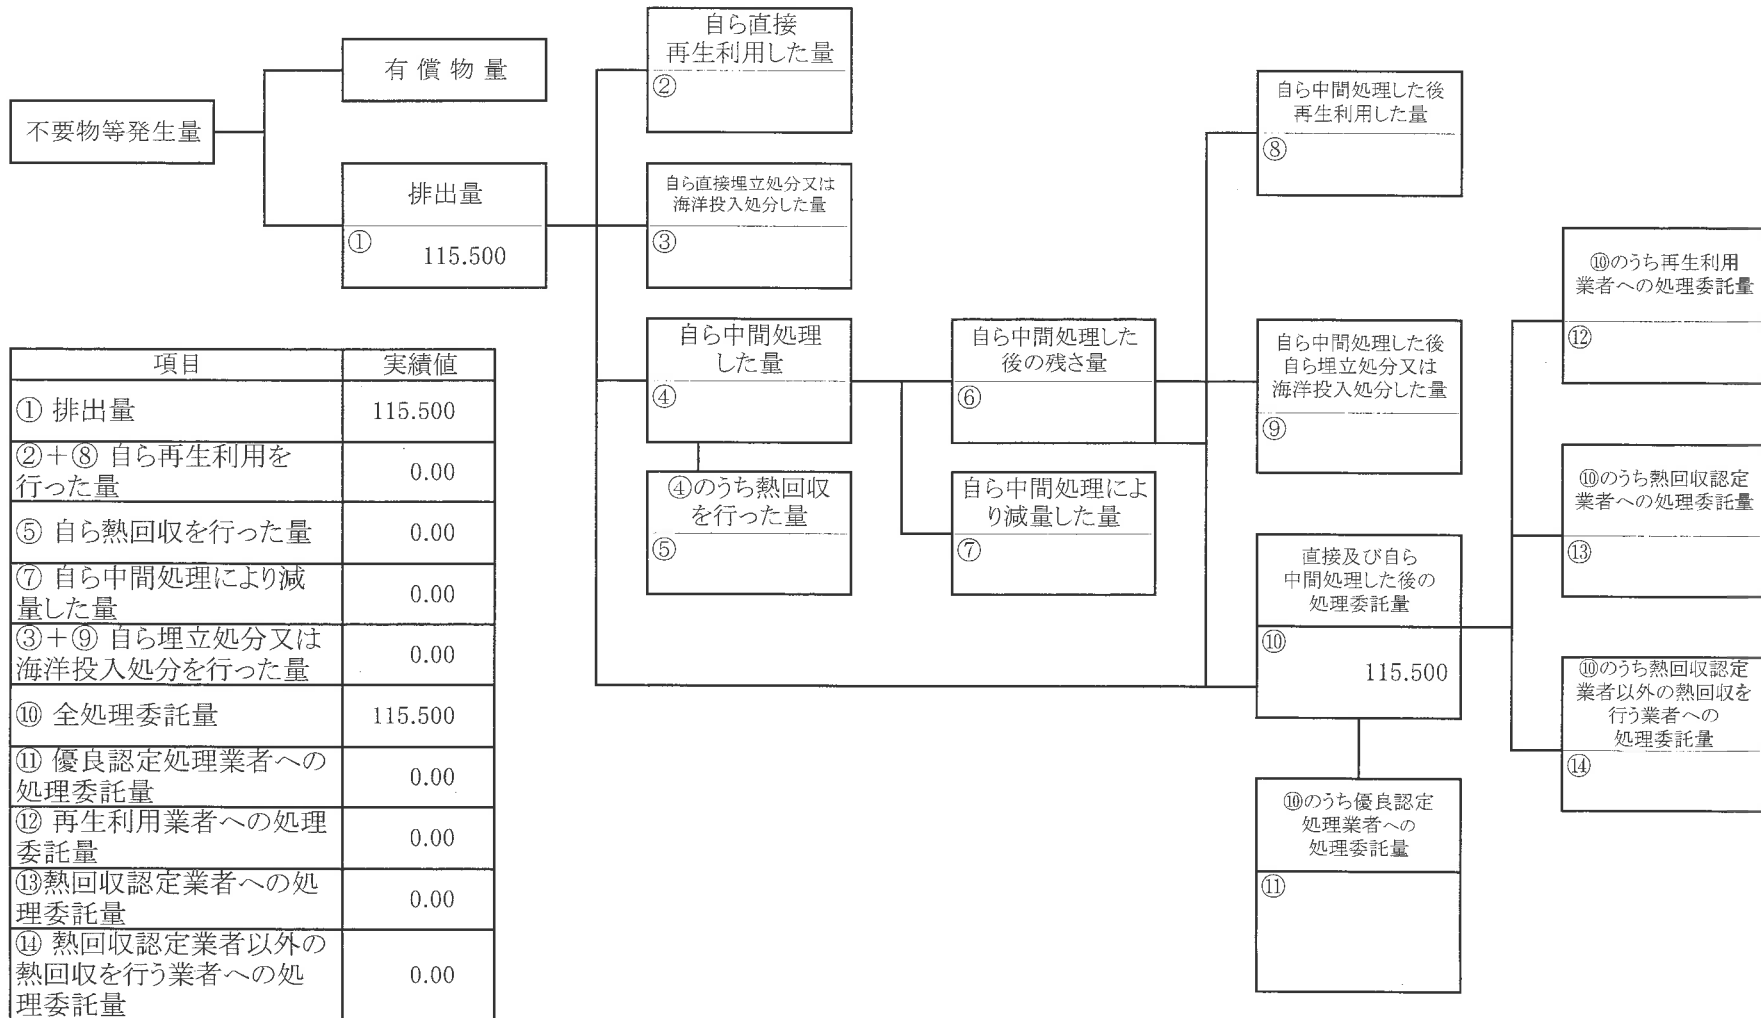 不要物等発生量
有償物量
排出量
①
115.500
自ら直接
再生利用した量
②
自ら直接埋立処分又は
海洋投入処分した量
③
自ら中間処理
した量
④
④のうち熱回収
を行った量
⑤
自ら中間処理した
後の残さ量
⑥
自ら中間処理によ
り減量した量
⑦
自ら中間処理した後
再生利用した量
⑧
自ら中間処理した後
自ら埋立処分又は
海洋投入処分した量
⑨
直接及び自ら
中間処理した後の
処理委託量
⑩
115.500
⑩のうち優良認定
処理業者への
処理委託量
⑪
⑩のうち再生利用
業者への処理委託量
⑫
⑩のうち熱回収認定
業者への処理委託量
⑬
⑩のうち熱回収認定
業者以外の熱回収を
行う業者への
処理委託量
⑭
項目 実績値
① 排出量 115.500
②+⑧ 自ら再生利用を
行った量 0.00
⑤ 自ら熱回収を行った量 0.00
⑦ 自ら中間処理により減
量した量 0.00
③+⑨ 自ら埋立処分又は
海洋投入処分を行った量 0.00
⑩ 全処理委託量 115.500
⑪ 優良認定処理業者への
処理委託量 0.00
⑫ 再生利用業者への処理
委託量 0.00
⑬熱回収認定業者への処
理委託量 0.00
⑭ 熱回収認定業者以外の
熱回収を行う業者への処
理委託量 0.00